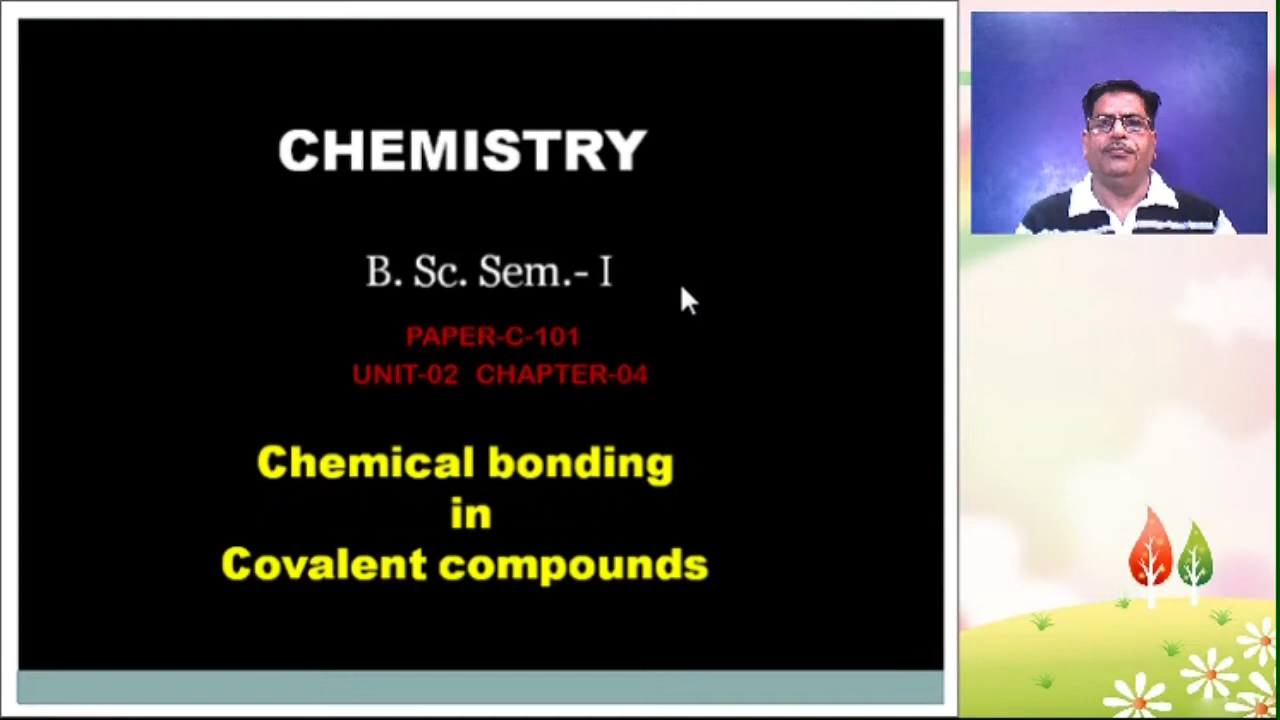 CHEMISTRY
B. Sc. Sem.- I
PAPER-C-101
UNIT-02 CHAPTER-04
Chemical bonding
in
Covalent compounds